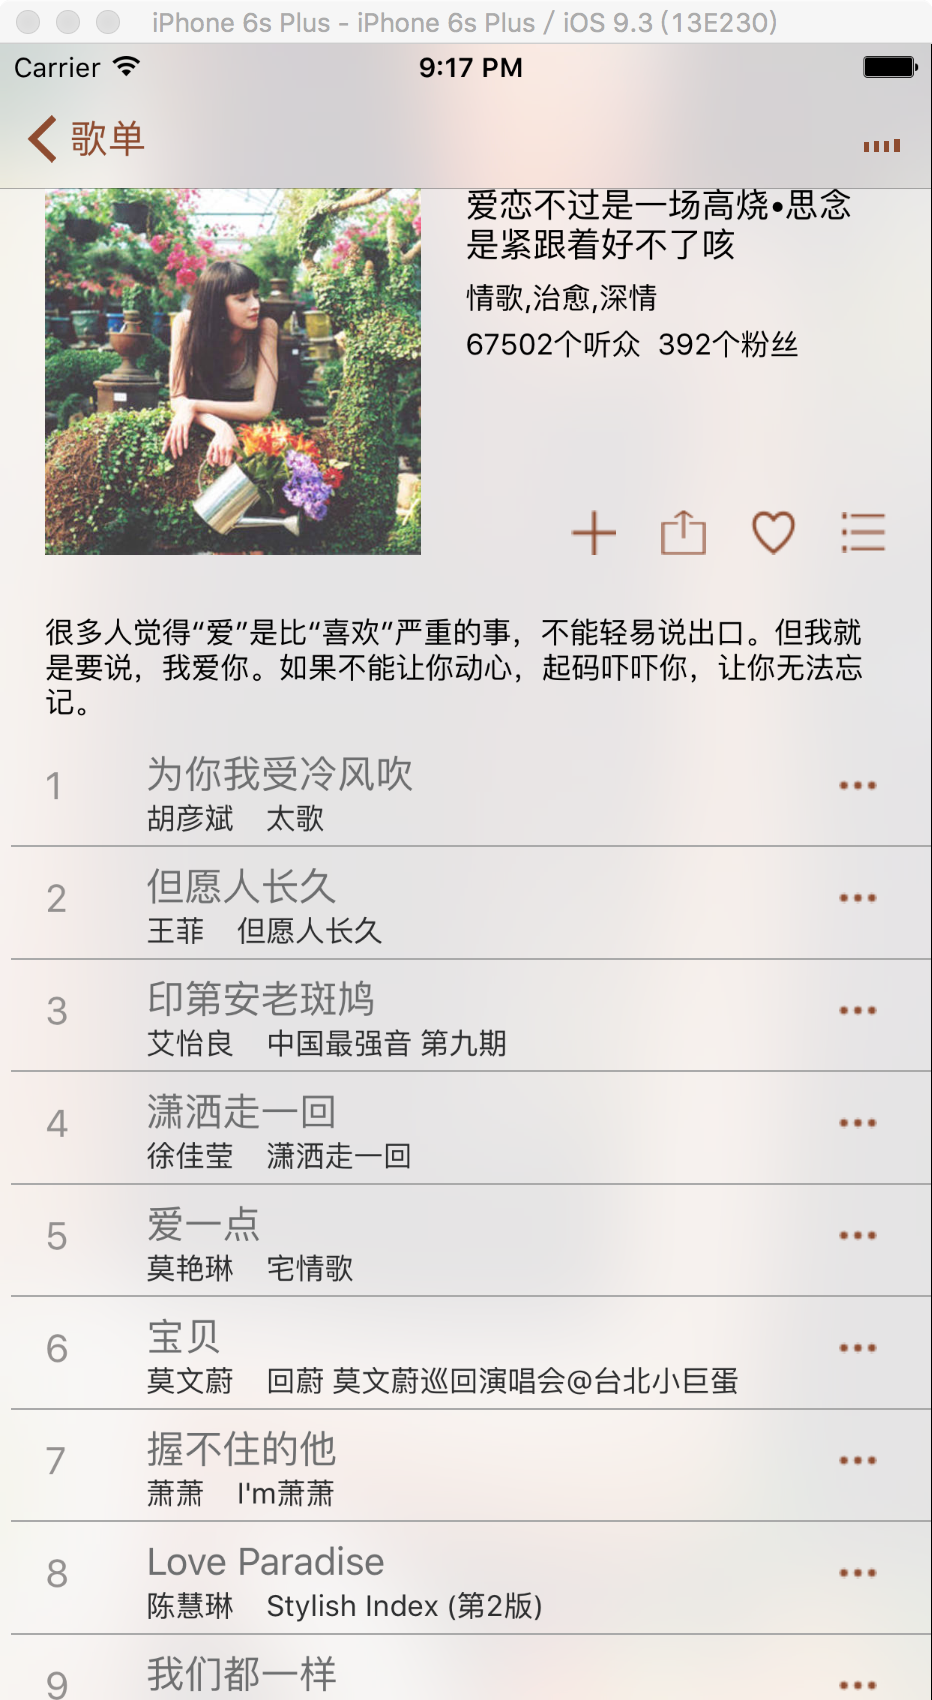 iPhone 6s Plus - iPhone 6s Plus / iOS 9.3 (13E230)
Carrier 9:17 PM
歌单
爱恋不过是一场高烧•思念
是紧跟着好不了咳
情歌,治愈,深情
67502个听众 392个粉丝
很多人觉得“爱”是比“喜欢”严重的事，不能轻易说出口。但我就
是要说，我爱你。如果不能让你动心，起码吓吓你，让你无法忘
记。
1 为你我受冷风吹
胡彦斌 太歌
2 但愿人长久
王菲 但愿人长久
3 印第安老斑鸠
艾怡良 中国最强音 第九期
4 潇洒走一回
徐佳莹 潇洒走一回
5 爱一点
莫艳琳 宅情歌
6 宝贝
莫文蔚 回蔚 莫文蔚巡回演唱会@台北小巨蛋
7 握不住的他
萧萧 I'm萧萧
8 Love Paradise
陈慧琳 Stylish Index (第2版)
9 我们都一样